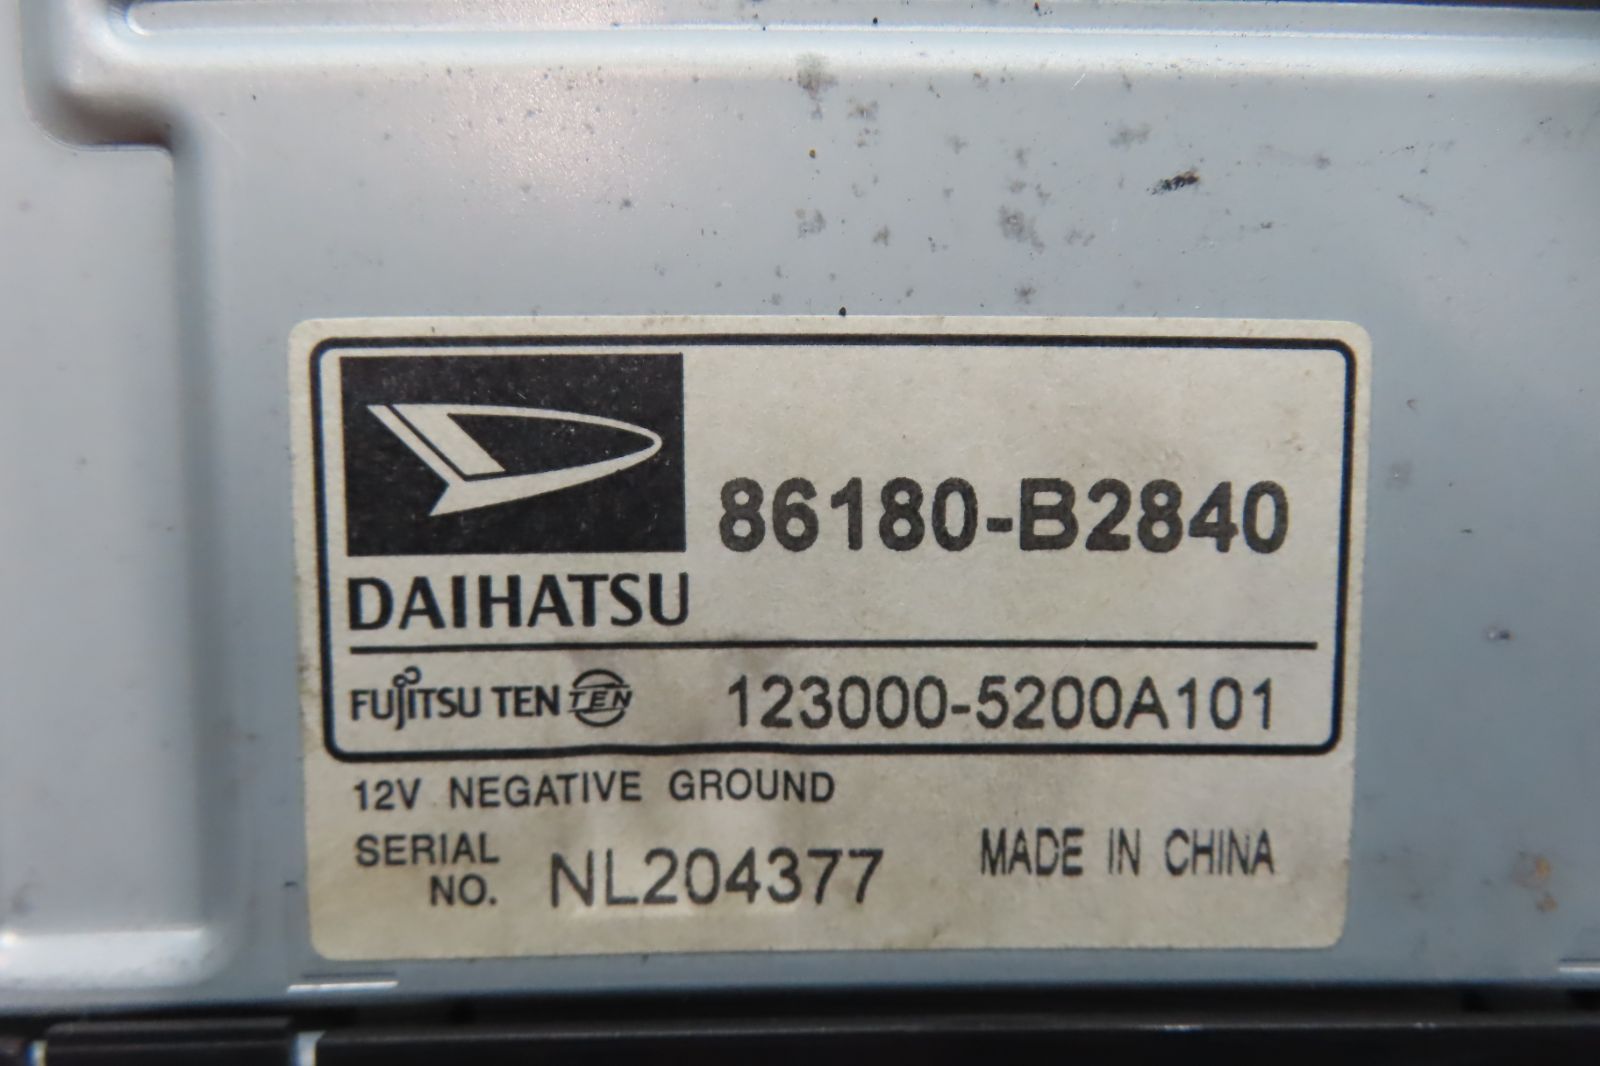 86180-B2840
DAIHATSU
FUJITSU TEN TEN 123000-5200A101
12V NEGATIVE GROUND
SERIAL NO. NL204377 MADE IN CHINA